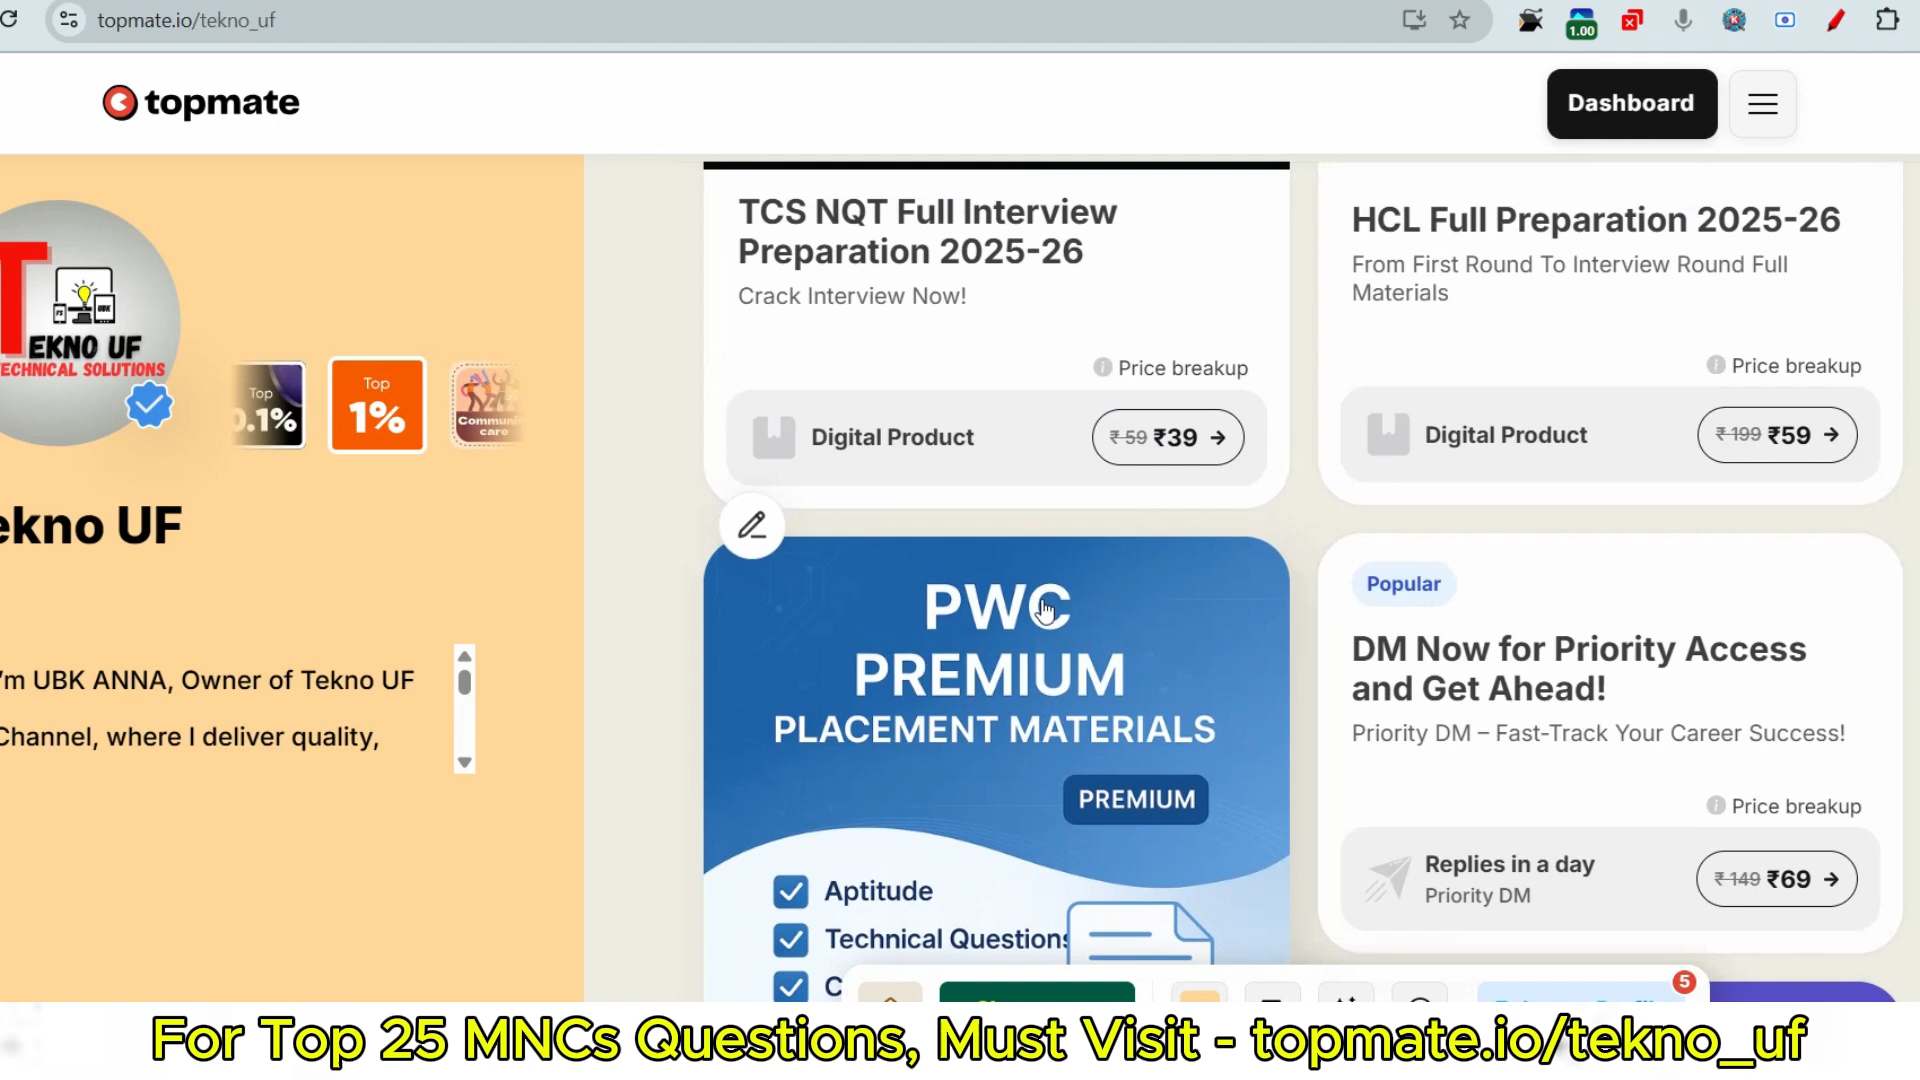 topmate.io/tekno_uf
1.00
topmate
Dashboard
EKNO UF
TECHNICAL SOLUTIONS
Top
0.1%
Top
1%
Communi
care
ekno UF
'm UBK ANNA, Owner of Tekno UF
Channel, where I deliver quality,
TCS NQT Full Interview
Preparation 2025-26
Crack Interview Now!
Price breakup
Digital Product
₹ 59 ₹39 →
HCL Full Preparation 2025-26
From First Round To Interview Round Full
Materials
Price breakup
Digital Product
₹ 199 ₹59 →
PWC
PREMIUM
PLACEMENT MATERIALS
PREMIUM
Aptitude
Technical Questions
C
Popular
DM Now for Priority Access
and Get Ahead!
Priority DM – Fast-Track Your Career Success!
Price breakup
Replies in a day
Priority DM
₹ 149 ₹69 →
5
For Top 25 MNCs Questions, Must Visit - topmate.io/tekno_uf